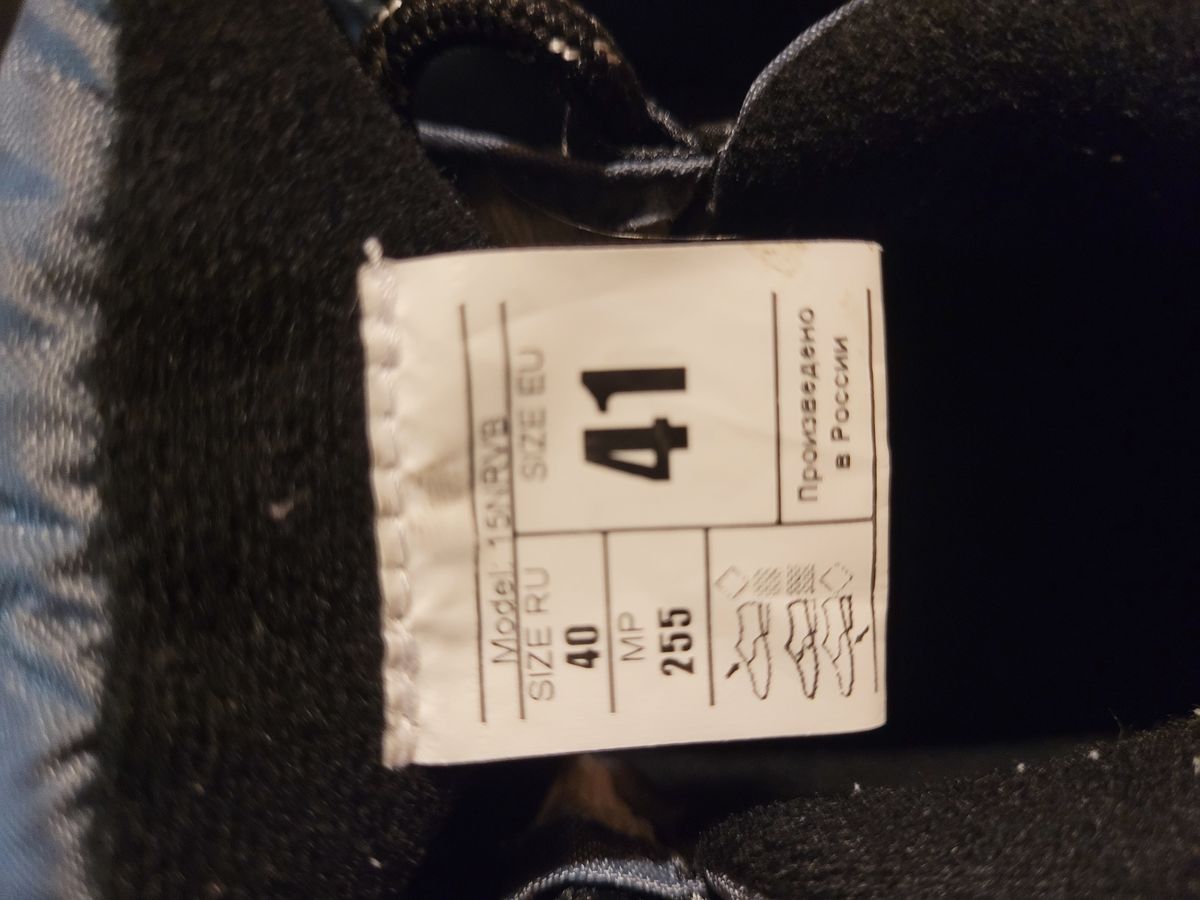 Model: 15NRVB
SIZE RU
40
SIZE EU
41
MP
255
Произведено
в России